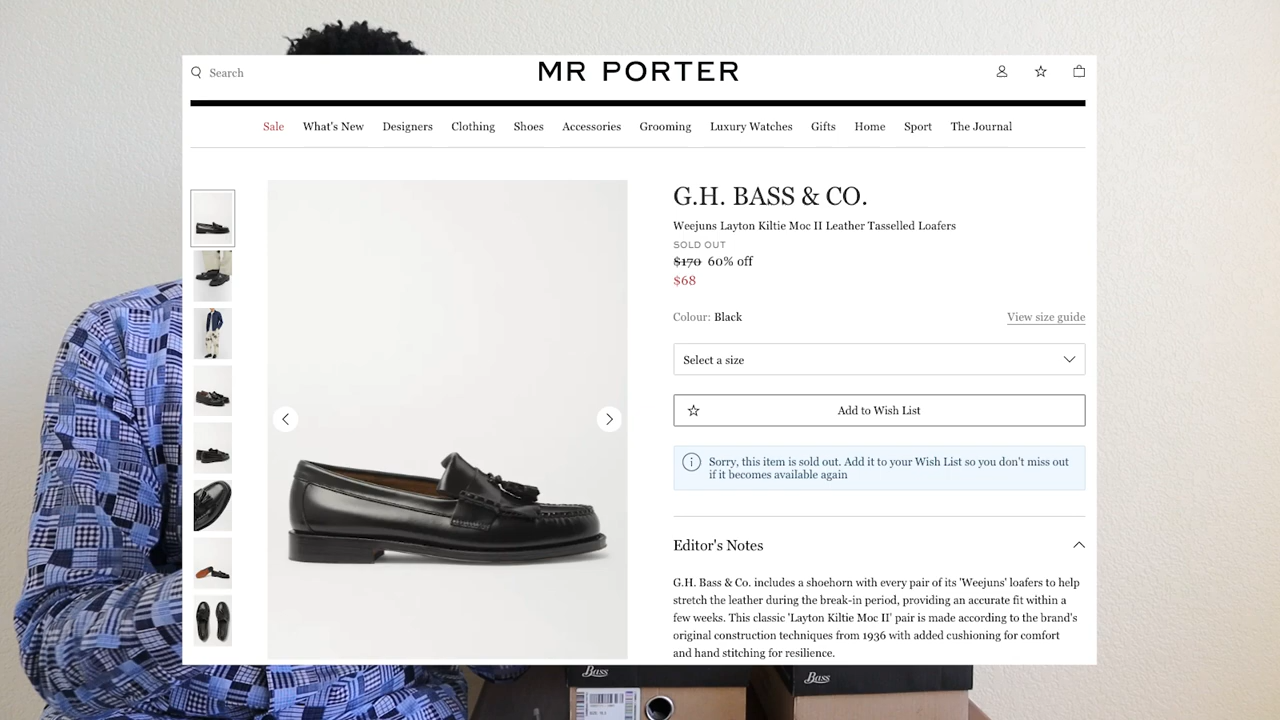 Search
MR PORTER
Sale What's New Designers Clothing Shoes Accessories Grooming Luxury Watches Gifts Home Sport The Journal
G.H. BASS & CO.
Weejuns Layton Kiltie Moc II Leather Tasselled Loafers
SOLD OUT
$170 60% off
$68
Colour: Black
View size guide
Select a size
Add to Wish List
Sorry, this item is sold out. Add it to your Wish List so you don't miss out
if it becomes available again
Editor's Notes
G.H. Bass & Co. includes a shoehorn with every pair of its 'Weejuns' loafers to help
stretch the leather during the break-in period, providing an accurate fit within a
few weeks. This classic 'Layton Kiltie Moc II' pair is made according to the brand's
original construction techniques from 1936 with added cushioning for comfort
and hand stitching for resilience.
Bass
Bass